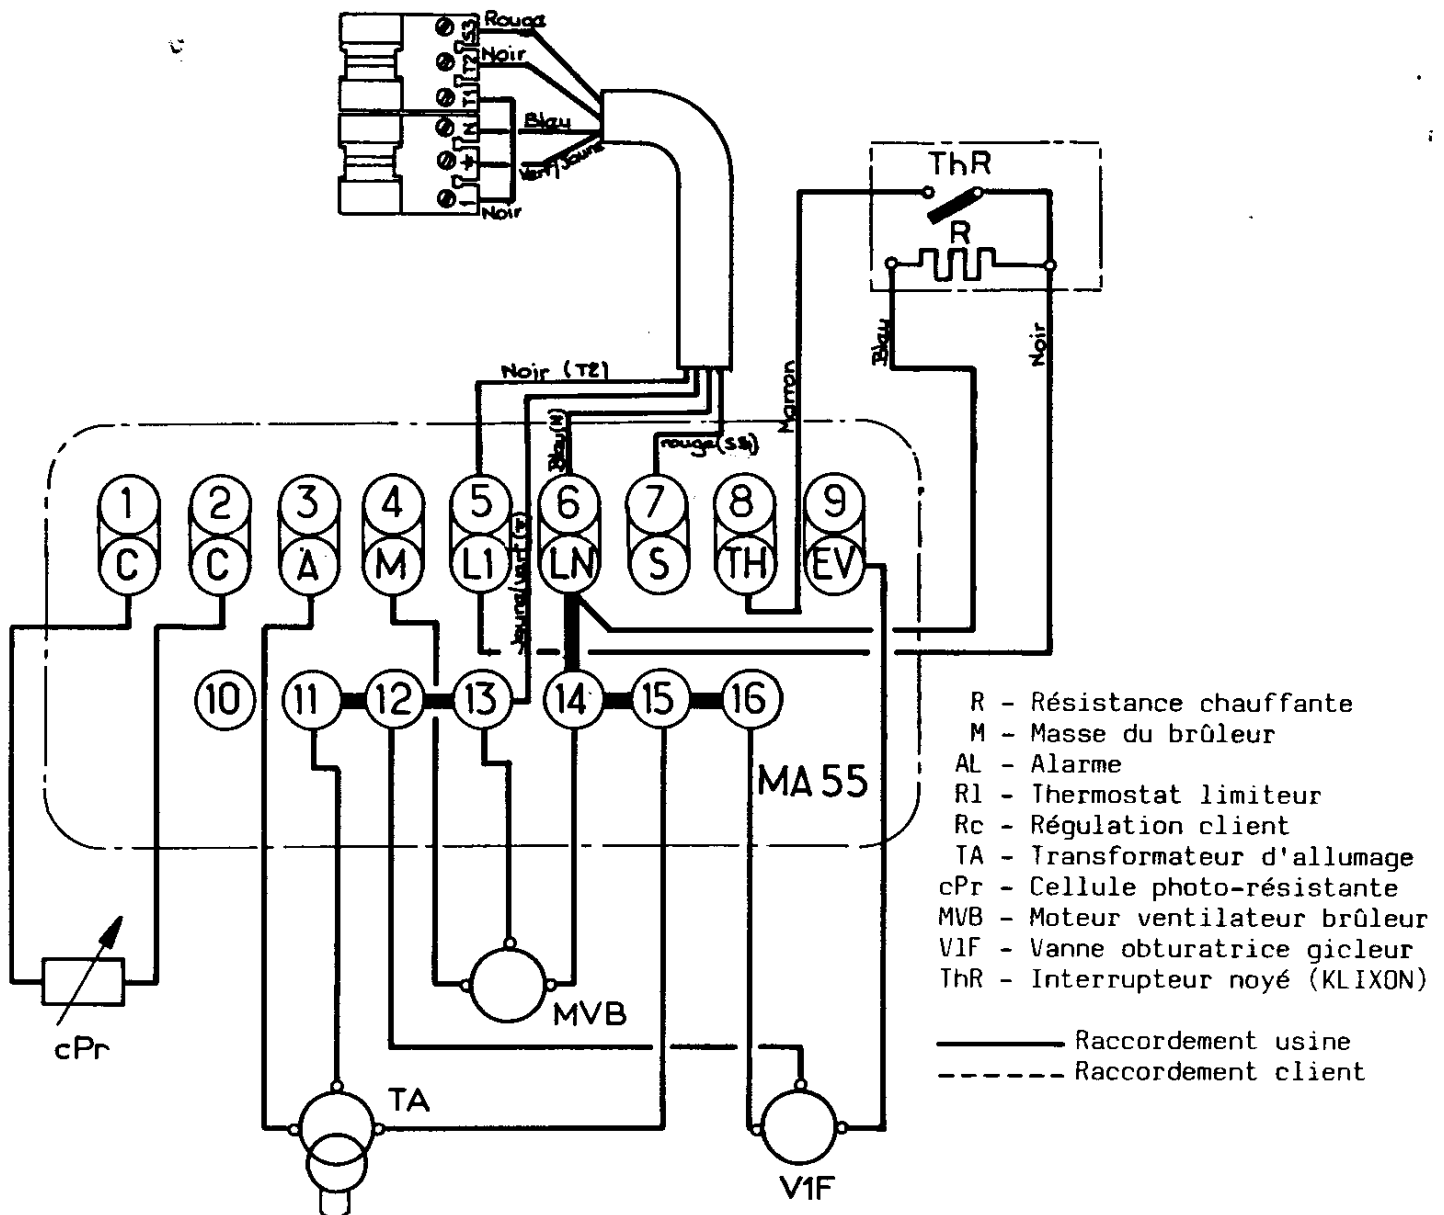 Rouge
S3
Noir
T2
T1
Bleu
N
Vert/Jaune
1
Noir
ThR
R
Bleu
Noir
Marron
Noir (T2)
Bleu (N)
rouge (S3)
Jaune/vert
1 2 3 4 5 6 7 8 9
C C A M L1 LN S TH EV
10 11 12 13 14 15 16
MA 55
R - Résistance chauffante
M - Masse du brûleur
AL - Alarme
Rl - Thermostat limiteur
Rc - Régulation client
TA - Transformateur d'allumage
cPr - Cellule photo-résistante
MVB - Moteur ventilateur brûleur
V1F - Vanne obturatrice gicleur
ThR - Interrupteur noyé (KLIXON)
Raccordement usine
Raccordement client
cPr
MVB
TA
V1F